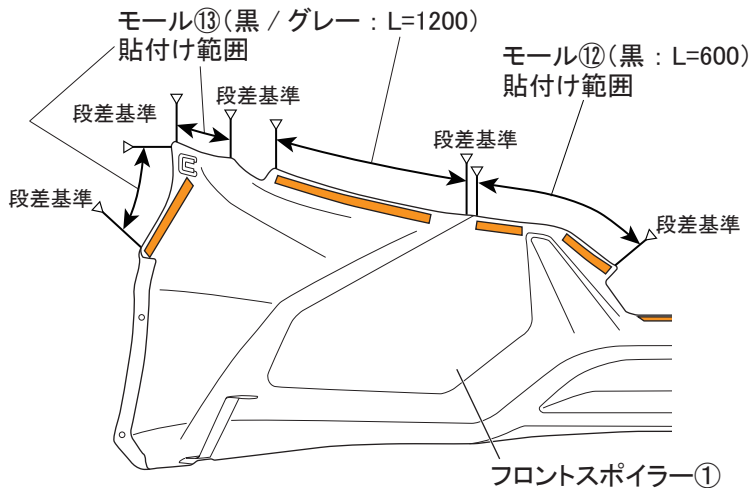 モール⑬(黒 / グレー : L=1200)
貼付け範囲
モール⑫(黒 : L=600)
貼付け範囲
段差基準
段差基準
段差基準
段差基準
段差基準
フロントスポイラー①